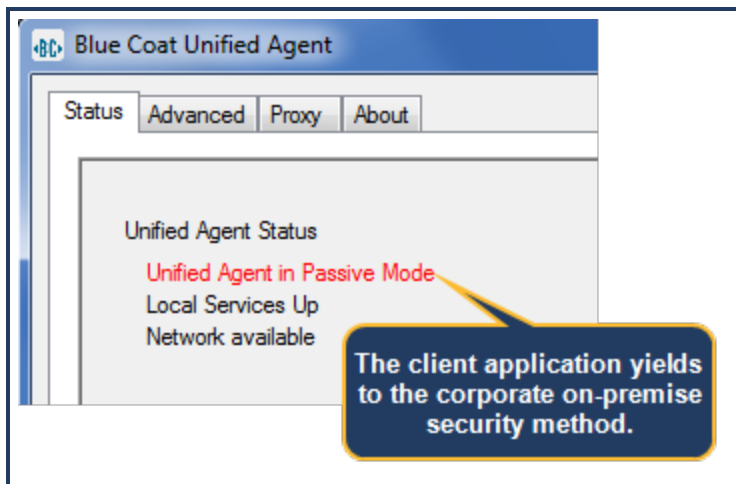 BC Blue Coat Unified Agent
Status Advanced Proxy About
Unified Agent Status
Unified Agent in Passive Mode
Local Services Up
Network available
The client application yields
to the corporate on-premise
security method.